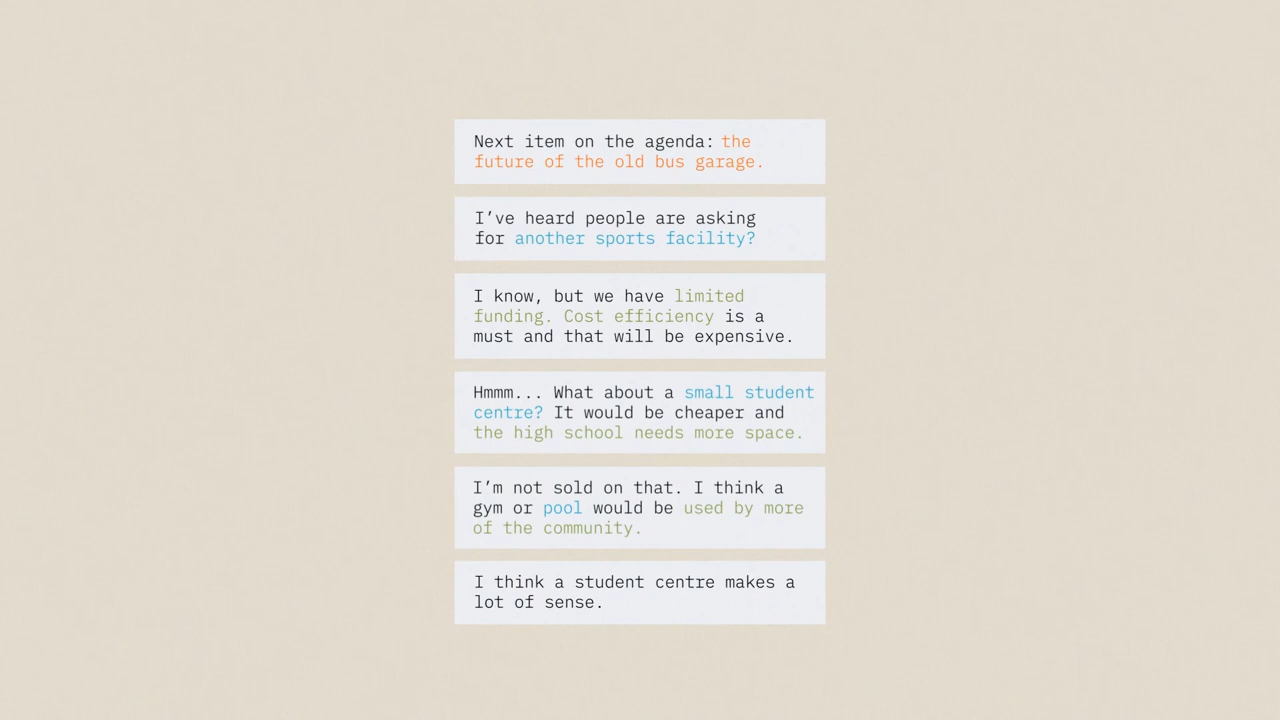 Next item on the agenda: the
future of the old bus garage.
I’ve heard people are asking
for another sports facility?
I know, but we have limited
funding. Cost efficiency is a
must and that will be expensive.
Hmmm... What about a small student
centre? It would be cheaper and
the high school needs more space.
I’m not sold on that. I think a
gym or pool would be used by more
of the community.
I think a student centre makes a
lot of sense.